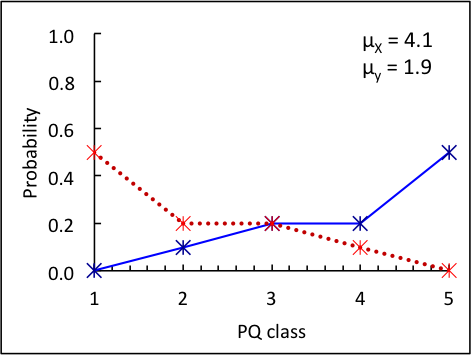 1.0
μX = 4.1
μy = 1.9
0.8
0.6
0.4
0.2
0.0
Probability
1 2 3 4 5
PQ class